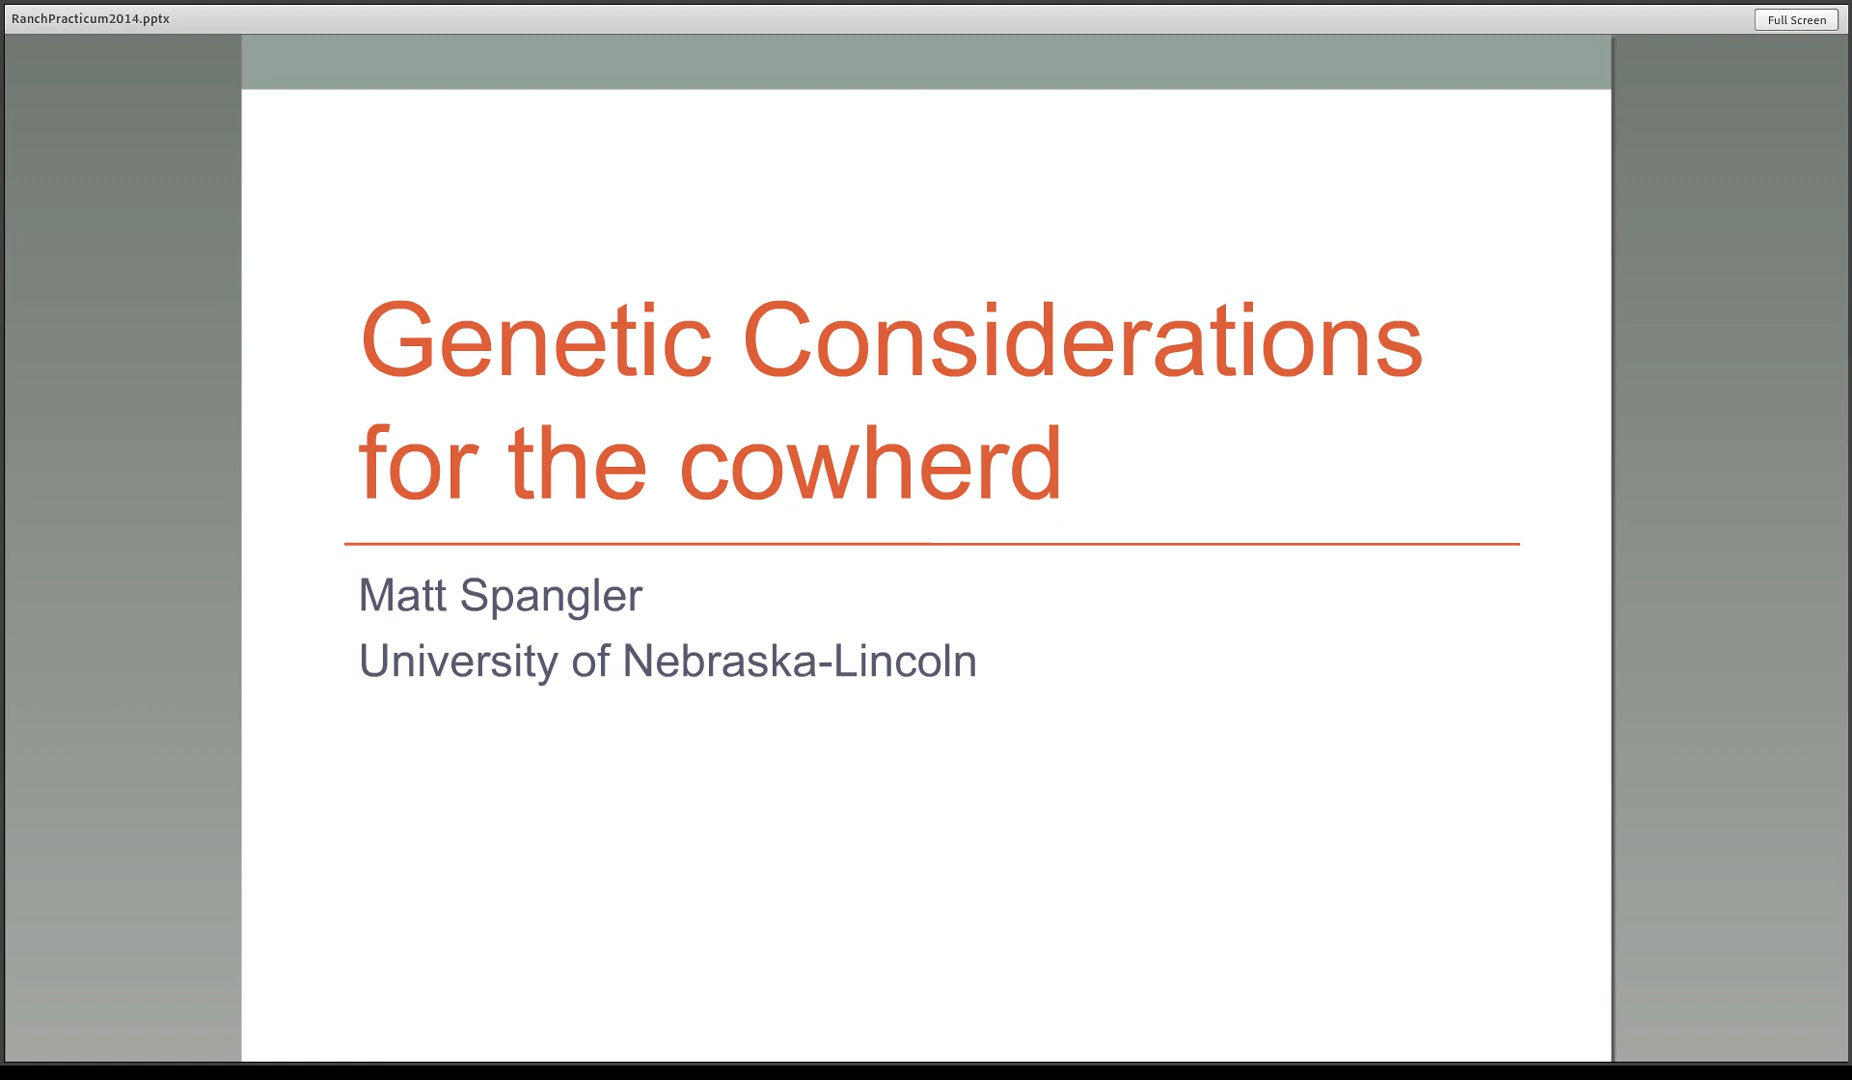 RanchPracticum2014.pptx
Full Screen
Genetic Considerations
for the cowherd
Matt Spangler
University of Nebraska-Lincoln